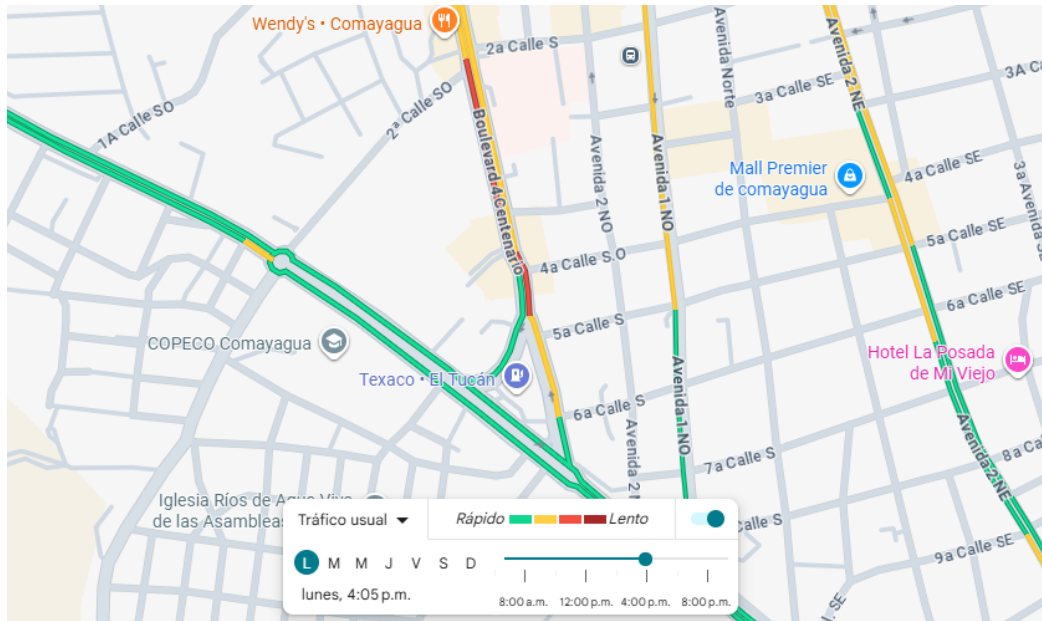 Wendy's • Comayagua
2a Calle S
Avenida Norte
Avenida 2 NE
3A CA
3a Calle SE
1A Calle SO
2ª Calle SO
Boulevard 4 Centenario
Avenida 2 NO
Avenida 1 NO
Mall Premier
de comayagua
4a Calle SE
3a Avenida SE
4a Calle S.O
5a Calle SE
COPECO Comayagua
5a Calle S
6a Calle SE
Hotel La Posada
de Mi Viejo
Texaco • El Tucán
6a Calle S
Avenida 1 NO
Avenida 2 NE
Avenida 2 N
7a Calle S
8a Ca
Iglesia Ríos de Agua Viva
de las Asambleas
Calle S
9a Calle SE
SE
Tráfico usual
Rápido
Lento
L M M J V S D
lunes, 4:05 p.m.
8:00 a.m. 12:00 p.m. 4:00 p.m. 8:00 p.m.